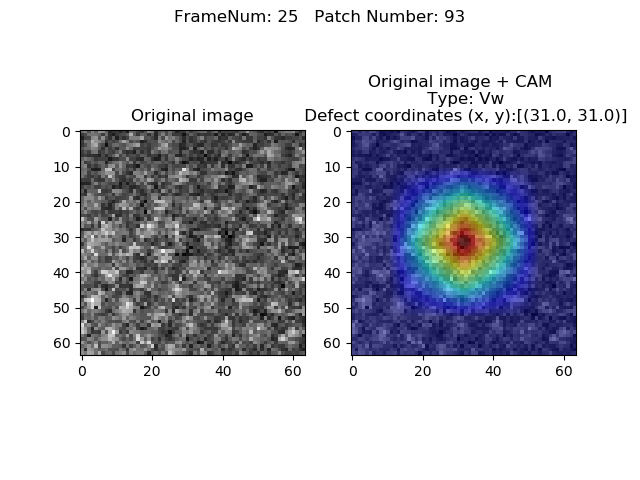 FrameNum: 25   Patch Number: 93
Original image
Original image + CAM
Type: Vw
Defect coordinates (x, y):[(31.0, 31.0)]
0
10
20
30
40
50
60
0 20 40 60
0
10
20
30
40
50
60
0 20 40 60